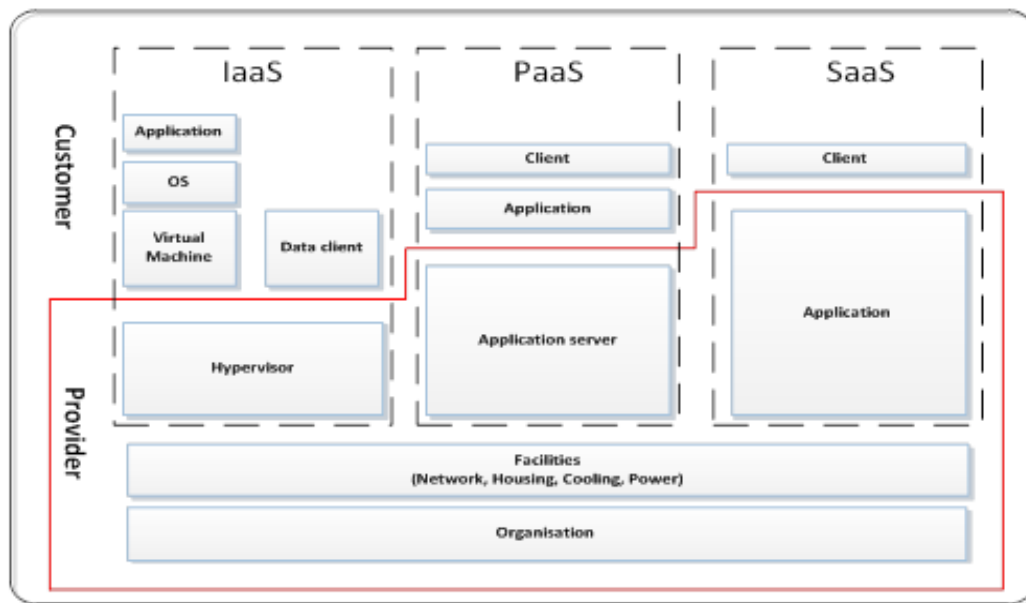 IaaS
PaaS
SaaS
Customer
Application
OS
Virtual
Machine
Data client
Client
Application
Client
Provider
Hypervisor
Application server
Application
Facilities
(Network, Housing, Cooling, Power)
Organisation